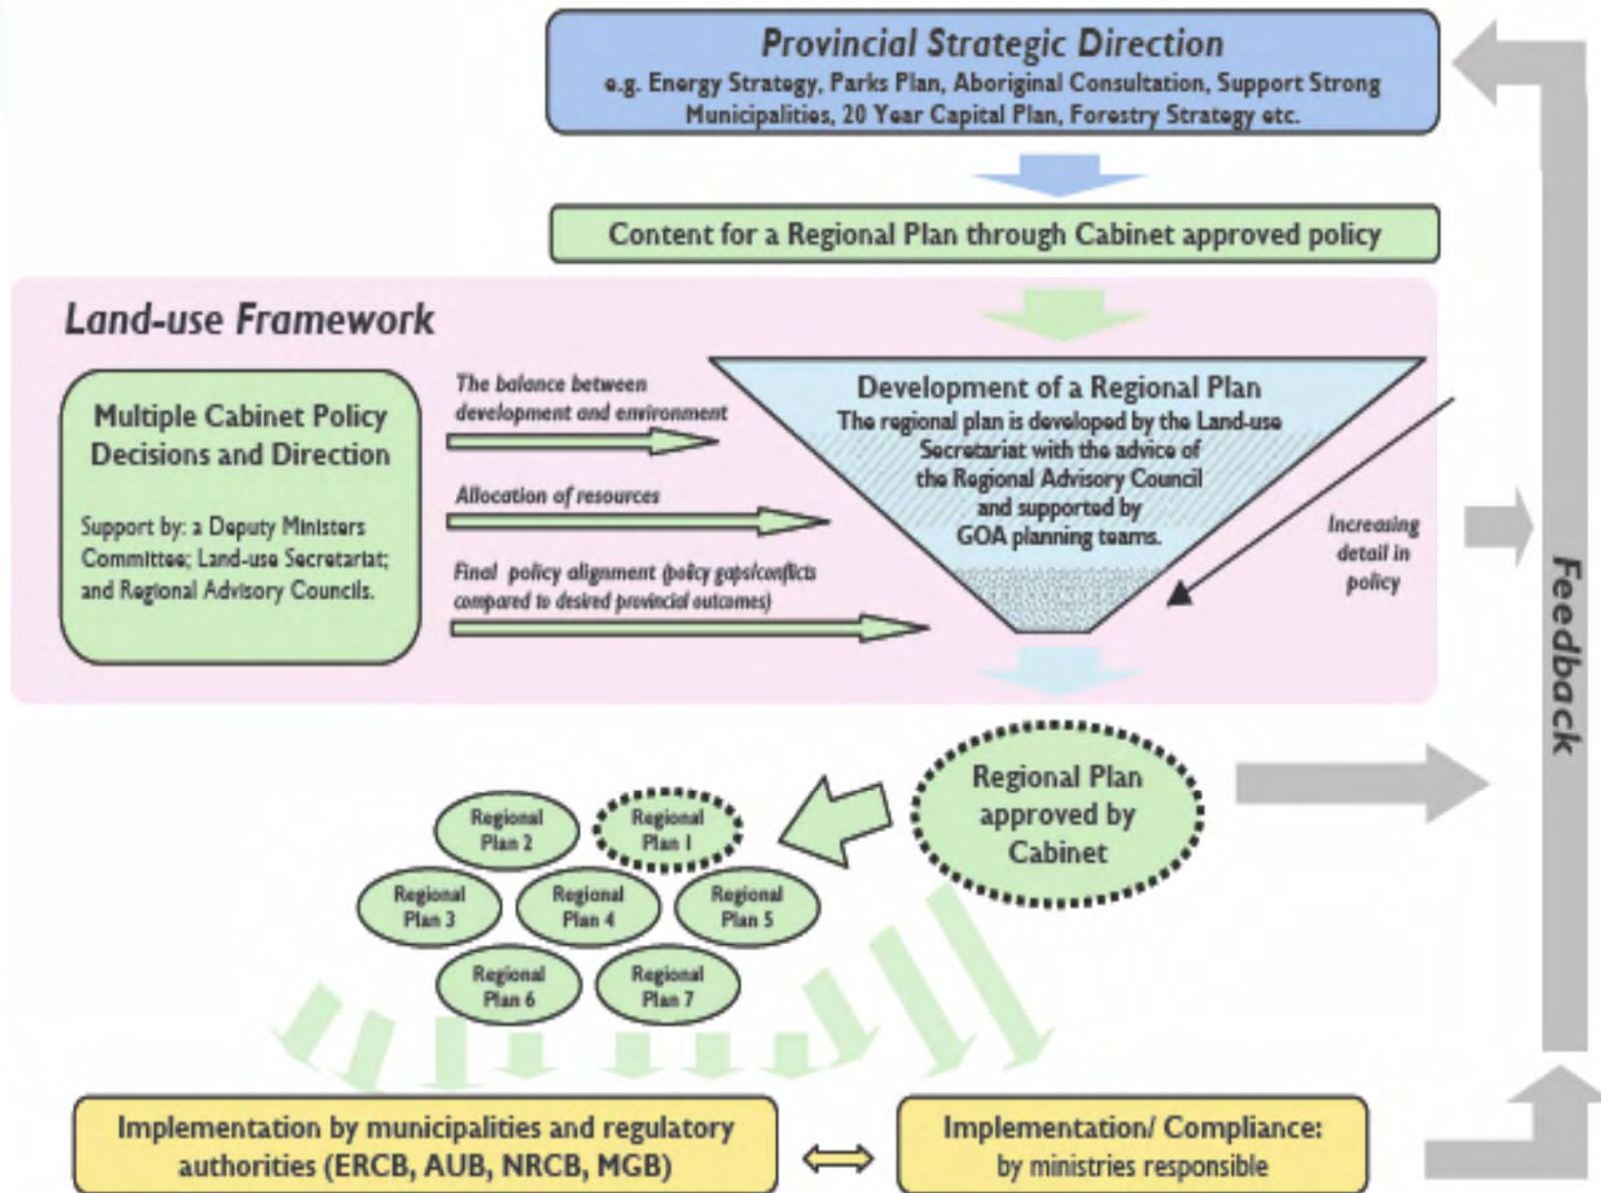 Provincial Strategic Direction
e.g. Energy Strategy, Parks Plan, Aboriginal Consultation, Support Strong
Municipalities, 20 Year Capital Plan, Forestry Strategy etc.
Content for a Regional Plan through Cabinet approved policy
Land-use Framework
Multiple Cabinet Policy
Decisions and Direction
Support by: a Deputy Ministers
Committee; Land-use Secretariat;
and Regional Advisory Councils.
The balance between
development and environment
Allocation of resources
Final policy alignment (policy gaps/conflicts
compared to desired provincial outcomes)
Development of a Regional Plan
The regional plan is developed by the Land-use
Secretariat with the advice of
the Regional Advisory Council
and supported by
GOA planning teams.
Increasing
detail in
policy
Feedback
Regional Plan
approved by
Cabinet
Regional
Plan 2
Regional
Plan 1
Regional
Plan 3
Regional
Plan 4
Regional
Plan 5
Regional
Plan 6
Regional
Plan 7
Implementation by municipalities and regulatory
authorities (ERCB, AUB, NRCB, MGB)
Implementation/ Compliance:
by ministries responsible